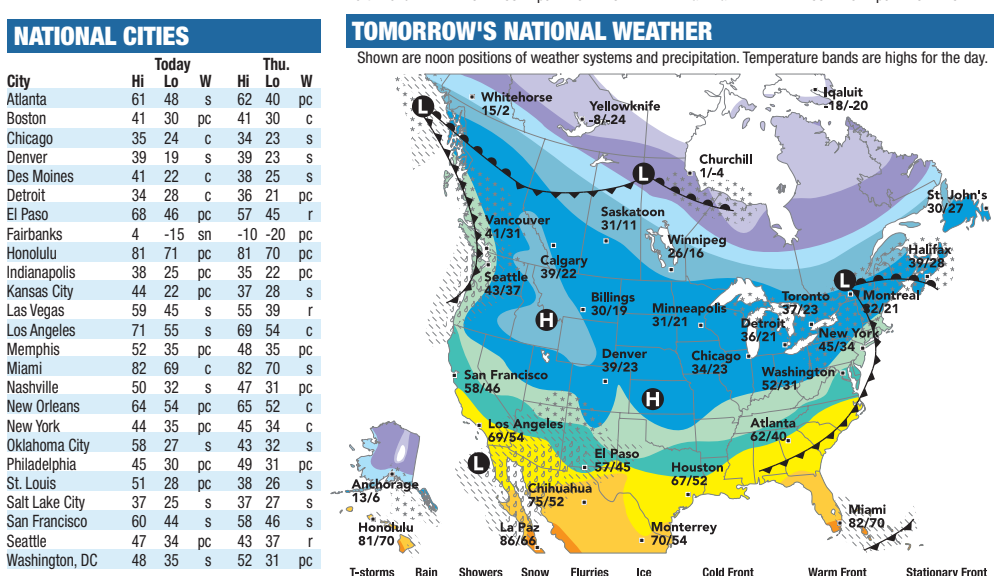 NATIONAL CITIES
Today Thu.
City Hi Lo W Hi Lo W
Atlanta 61 48 s 62 40 pc
Boston 41 30 pc 41 30 c
Chicago 35 24 c 34 23 s
Denver 39 19 s 39 23 s
Des Moines 41 22 c 38 25 s
Detroit 34 28 c 36 21 pc
El Paso 68 46 pc 57 45 r
Fairbanks 4 -15 sn -10 -20 pc
Honolulu 81 71 pc 81 70 pc
Indianapolis 38 25 pc 35 22 pc
Kansas City 44 22 pc 37 28 s
Las Vegas 59 45 s 55 39 r
Los Angeles 71 55 s 69 54 c
Memphis 52 35 pc 48 35 pc
Miami 82 69 c 82 70 s
Nashville 50 32 s 47 31 pc
New Orleans 64 54 pc 65 52 c
New York 44 35 pc 45 34 c
Oklahoma City 58 27 s 43 32 s
Philadelphia 45 30 pc 49 31 pc
St. Louis 51 28 pc 38 26 s
Salt Lake City 37 25 s 37 27 s
San Francisco 60 44 s 58 46 s
Seattle 47 34 pc 43 37 r
Washington, DC 48 35 s 52 31 pc
TOMORROW'S NATIONAL WEATHER
Shown are noon positions of weather systems and precipitation. Temperature bands are highs for the day.
L
Whitehorse
15/2
Yellowknife
-8/-24
Iqaluit
-18/-20
Churchill
1/-4
L
St. John's
30/27
Vancouver
41/31
Saskatoon
31/11
Winnipeg
26/16
Halifax
39/28
Calgary
39/22
Seattle
43/37
L
Billings
30/19
Minneapolis
31/21
Toronto
37/23
Montreal
32/21
H
Detroit
36/21
New York
45/34
Denver
39/23
Chicago
34/23
Washington
52/31
San Francisco
58/46
H
Los Angeles
69/54
Atlanta
62/40
L
El Paso
57/45
Houston
67/52
Anchorage
13/6
Chihuahua
75/52
Miami
82/70
Honolulu
81/70
La Paz
86/66
Monterrey
70/54
T-storms Rain Showers Snow Flurries Ice Cold Front Warm Front Stationary Front